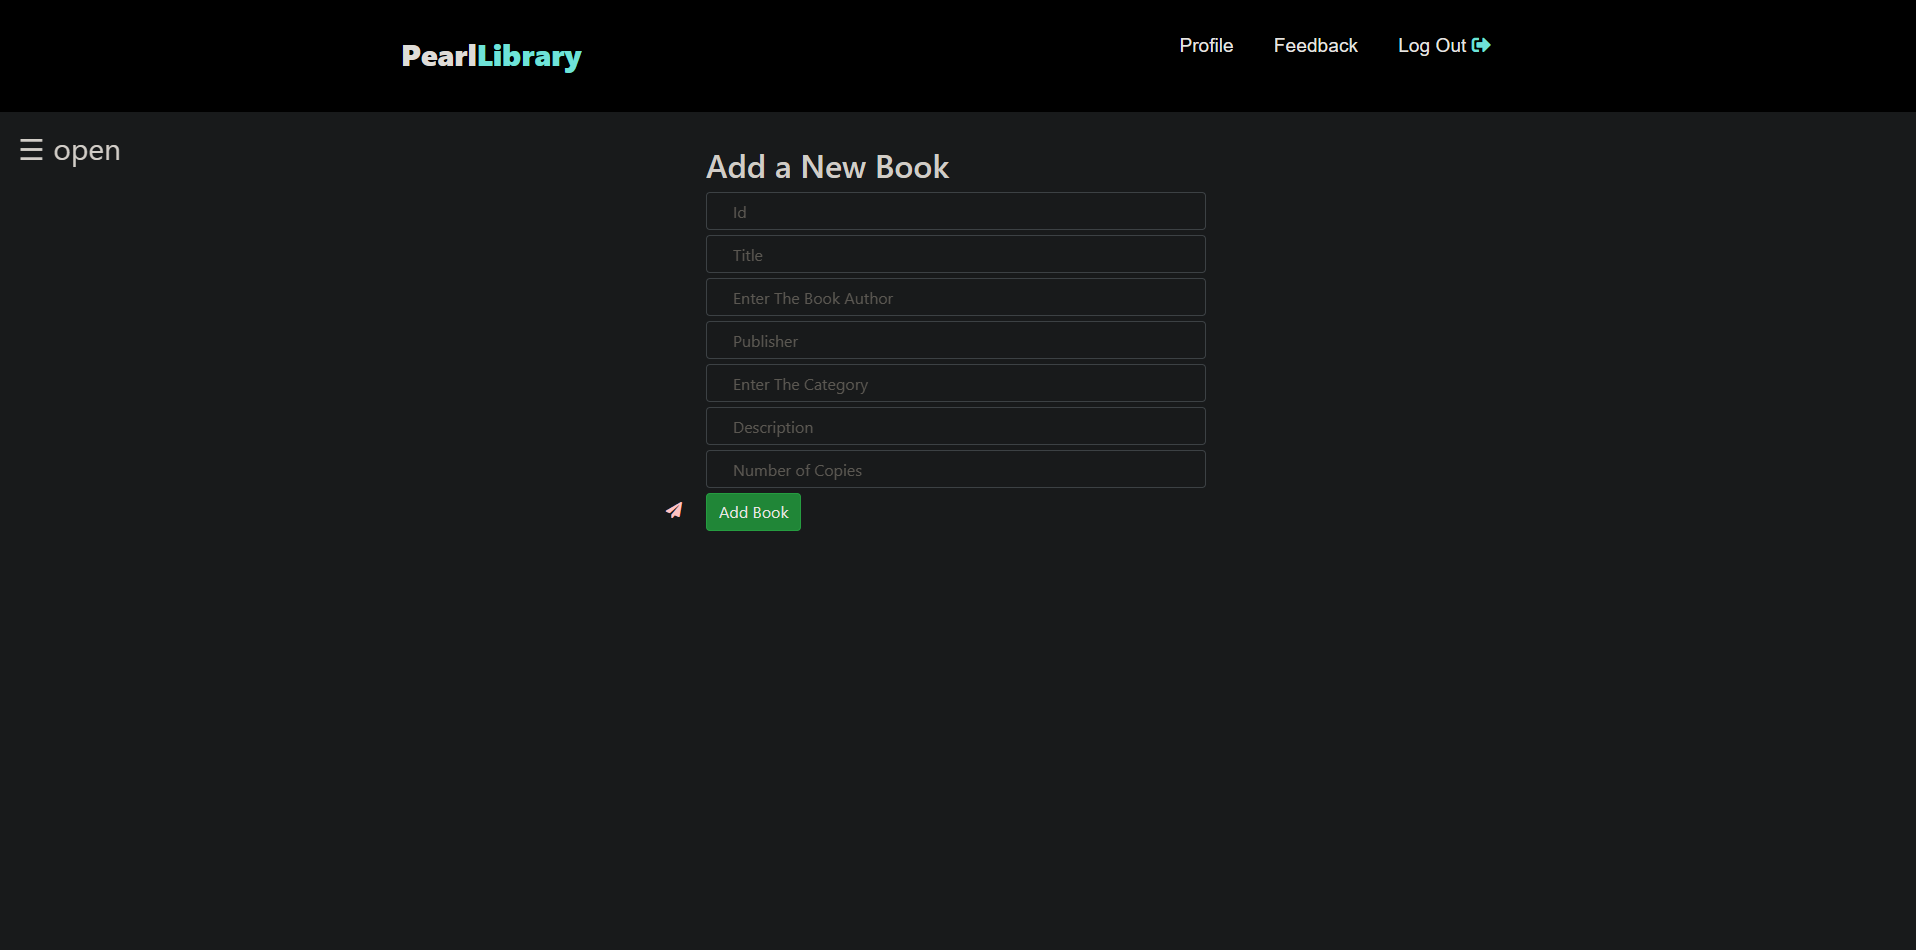 PearlLibrary
Profile Feedback Log Out
☰ open
Add a New Book
Id
Title
Enter The Book Author
Publisher
Enter The Category
Description
Number of Copies
Add Book